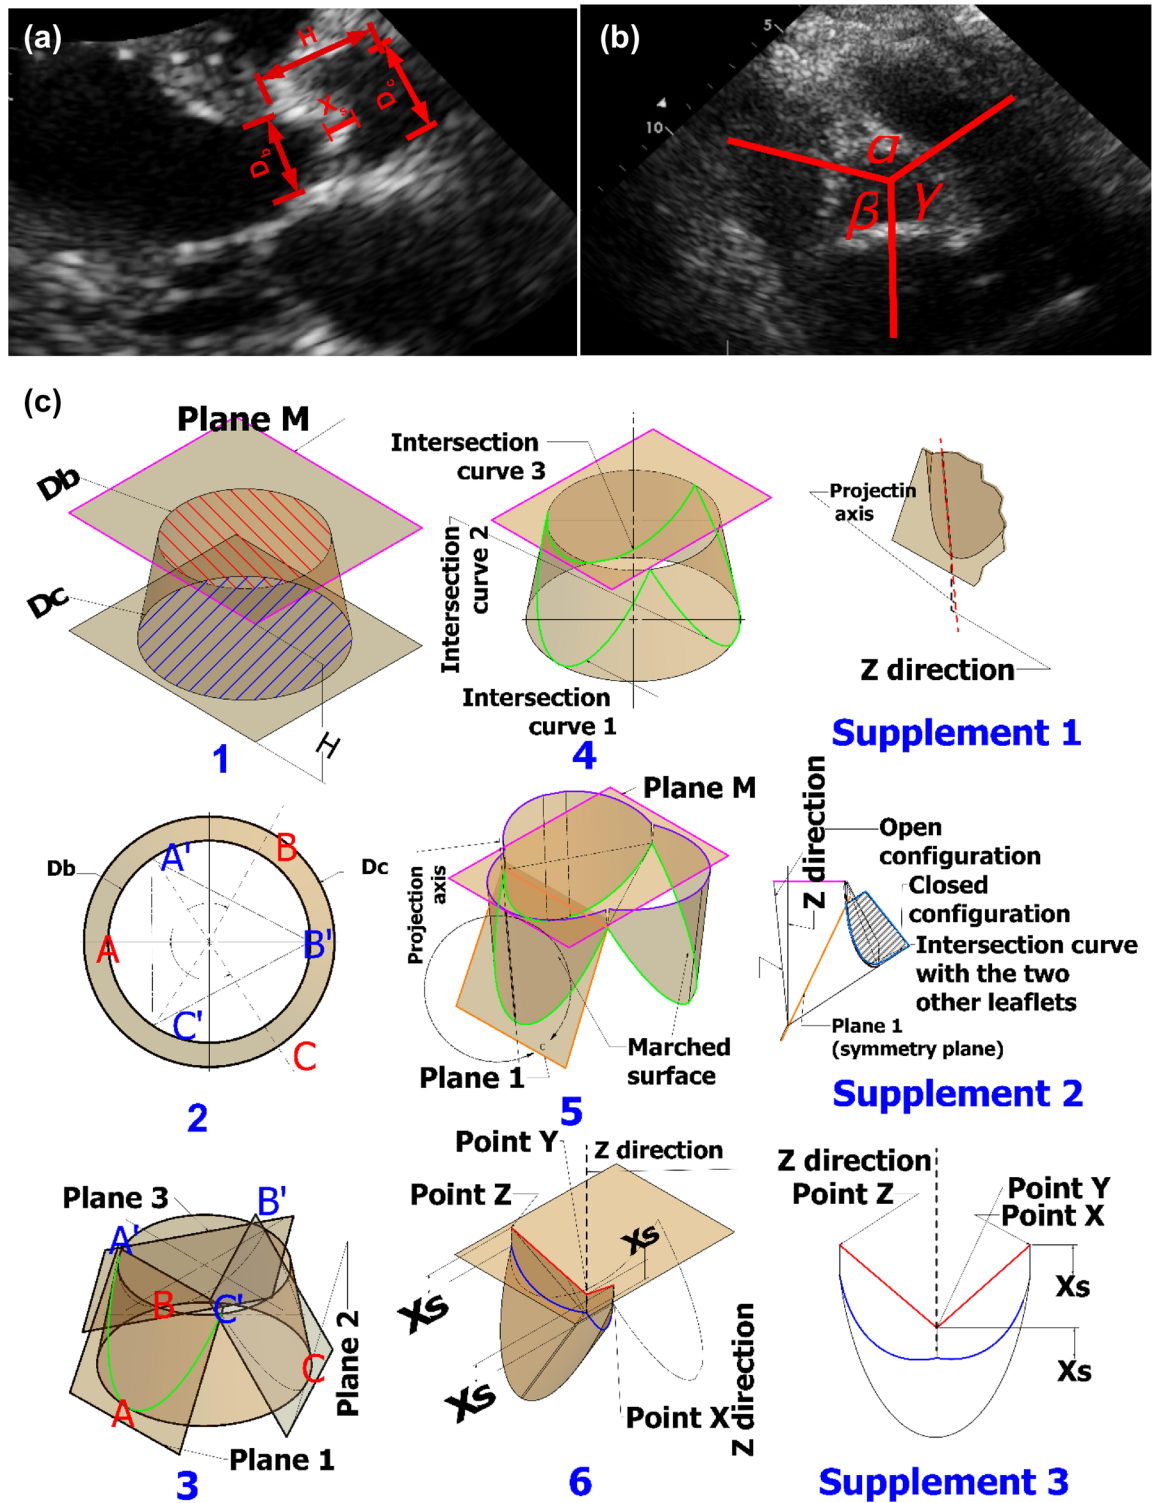 (a)
H
Xs
Dc
Db
(b)
5
10
α
β
γ
(c)
Plane M
Db
Dc
H
1
Intersection
curve 3
Intersection
curve 2
Intersection
curve 1
4
Projectin
axis
Z direction
Supplement 1
Db
Dc
A'
B
A
B'
C'
C
2
Plane M
Dc
Projection
axis
c
Plane 1
Marched
surface
5
Z direction
Z
Open
configuration
Closed
configuration
Intersection curve
with the two
other leaflets
Plane 1
(symmetry plane)
Supplement 2
Plane 3
B'
A'
B
C'
C
A
Plane 2
Plane 1
3
Point Y
Z direction
Point Z
Xs
Xs
Xs
Point X
Z direction
6
Z direction
Point Z
Point Y
Point X
Xs
Xs
Supplement 3